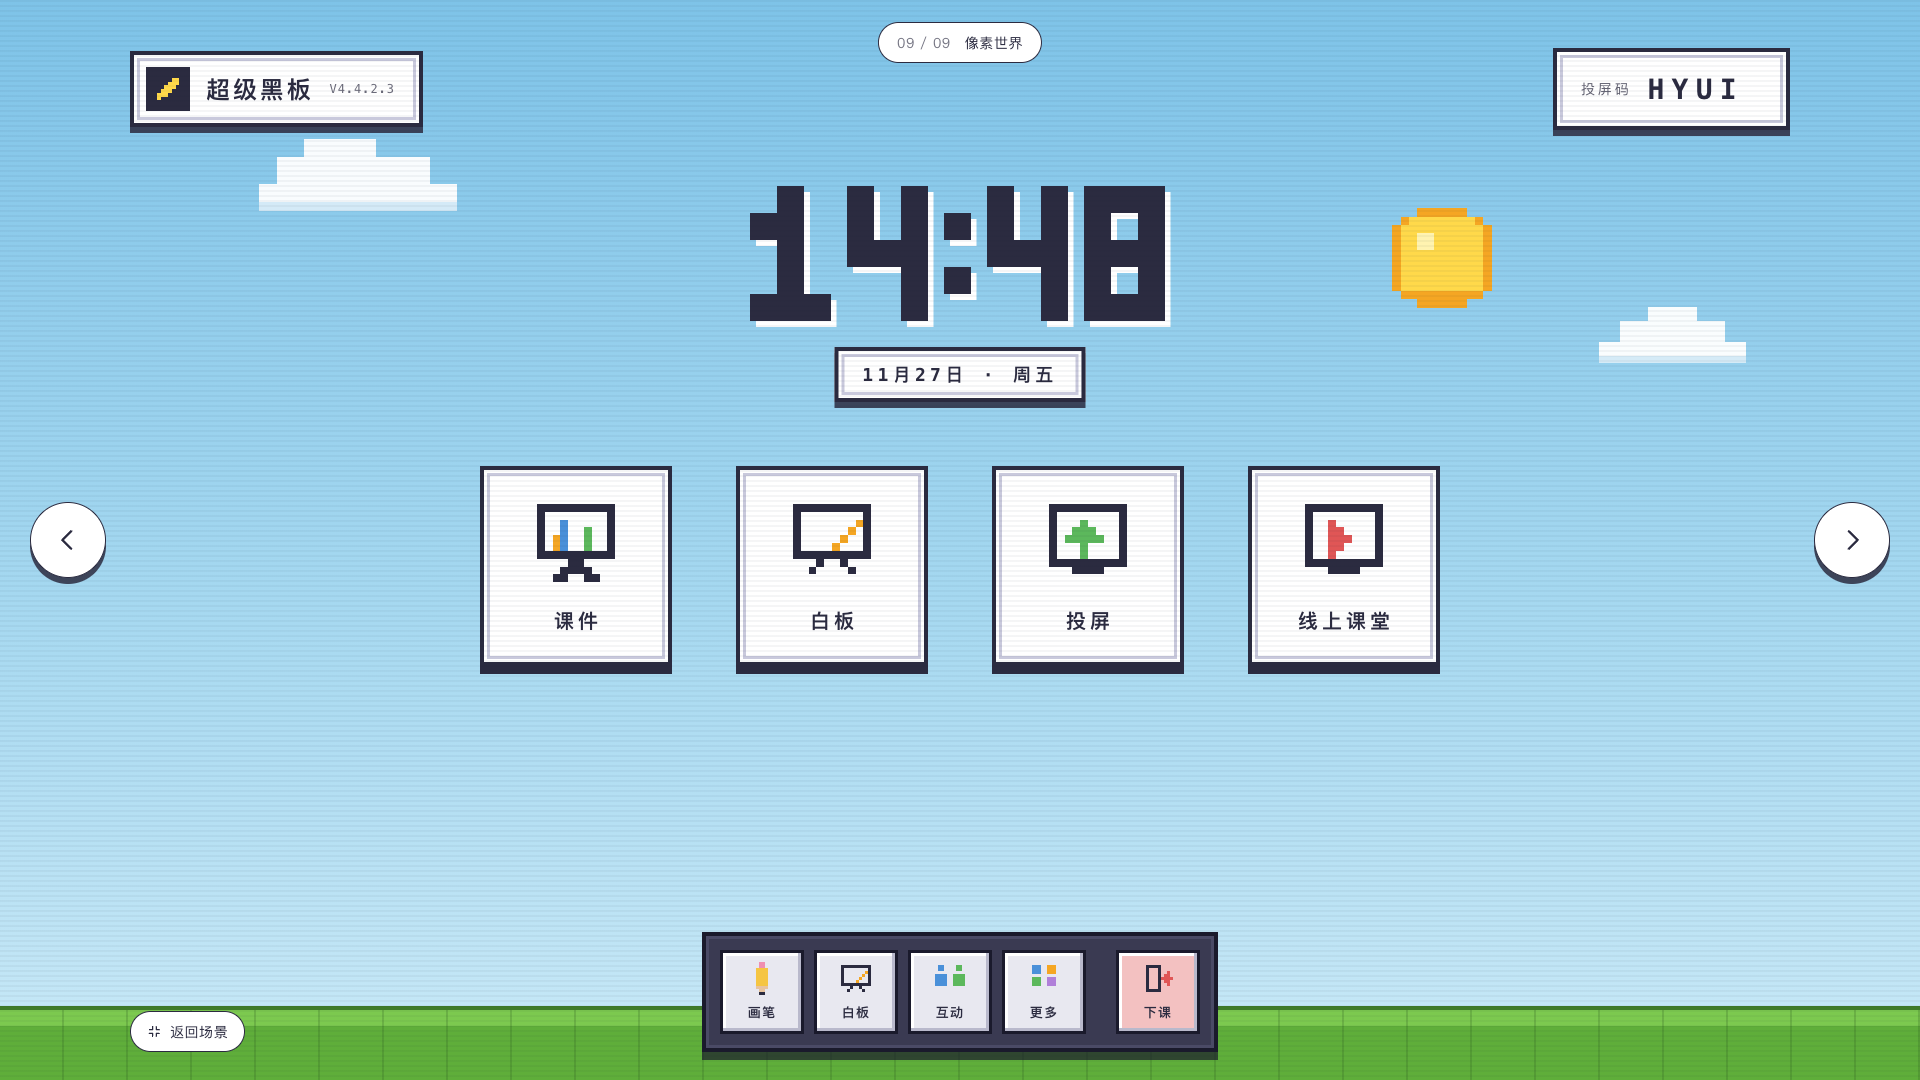 09 / 09 像素世界
超级黑板 V4.4.2.3
投屏码 HYUI
14:48
11月27日 · 周五
课件
白板
投屏
线上课堂
画笔
白板
互动
更多
下课
返回场景